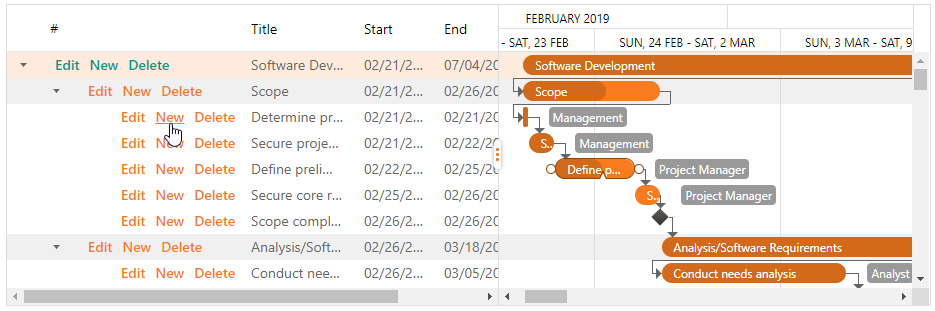 FEBRUARY 2019
# Title Start End - SAT, 23 FEB SUN, 24 FEB - SAT, 2 MAR SUN, 3 MAR - SAT, 9
Edit New Delete Software Dev... 02/21/2... 07/04/20 Software Development
Edit New Delete Scope 02/21/2... 02/26/20 Scope
Edit New Delete Determine pr... 02/21/2... 02/21/20 Management
Edit New Delete Secure proje... 02/21/2... 02/22/20 S... Management
Edit New Delete Define preli... 02/22/2... 02/25/20 Define p... Project Manager
Edit New Delete Secure core r... 02/25/2... 02/26/20 S... Project Manager
Edit New Delete Scope compl... 02/26/2... 02/26/20
Edit New Delete Analysis/Soft... 02/26/2... 03/18/20 Analysis/Software Requirements
Edit New Delete Conduct nee... 02/26/2... 03/05/20 Conduct needs analysis Analyst